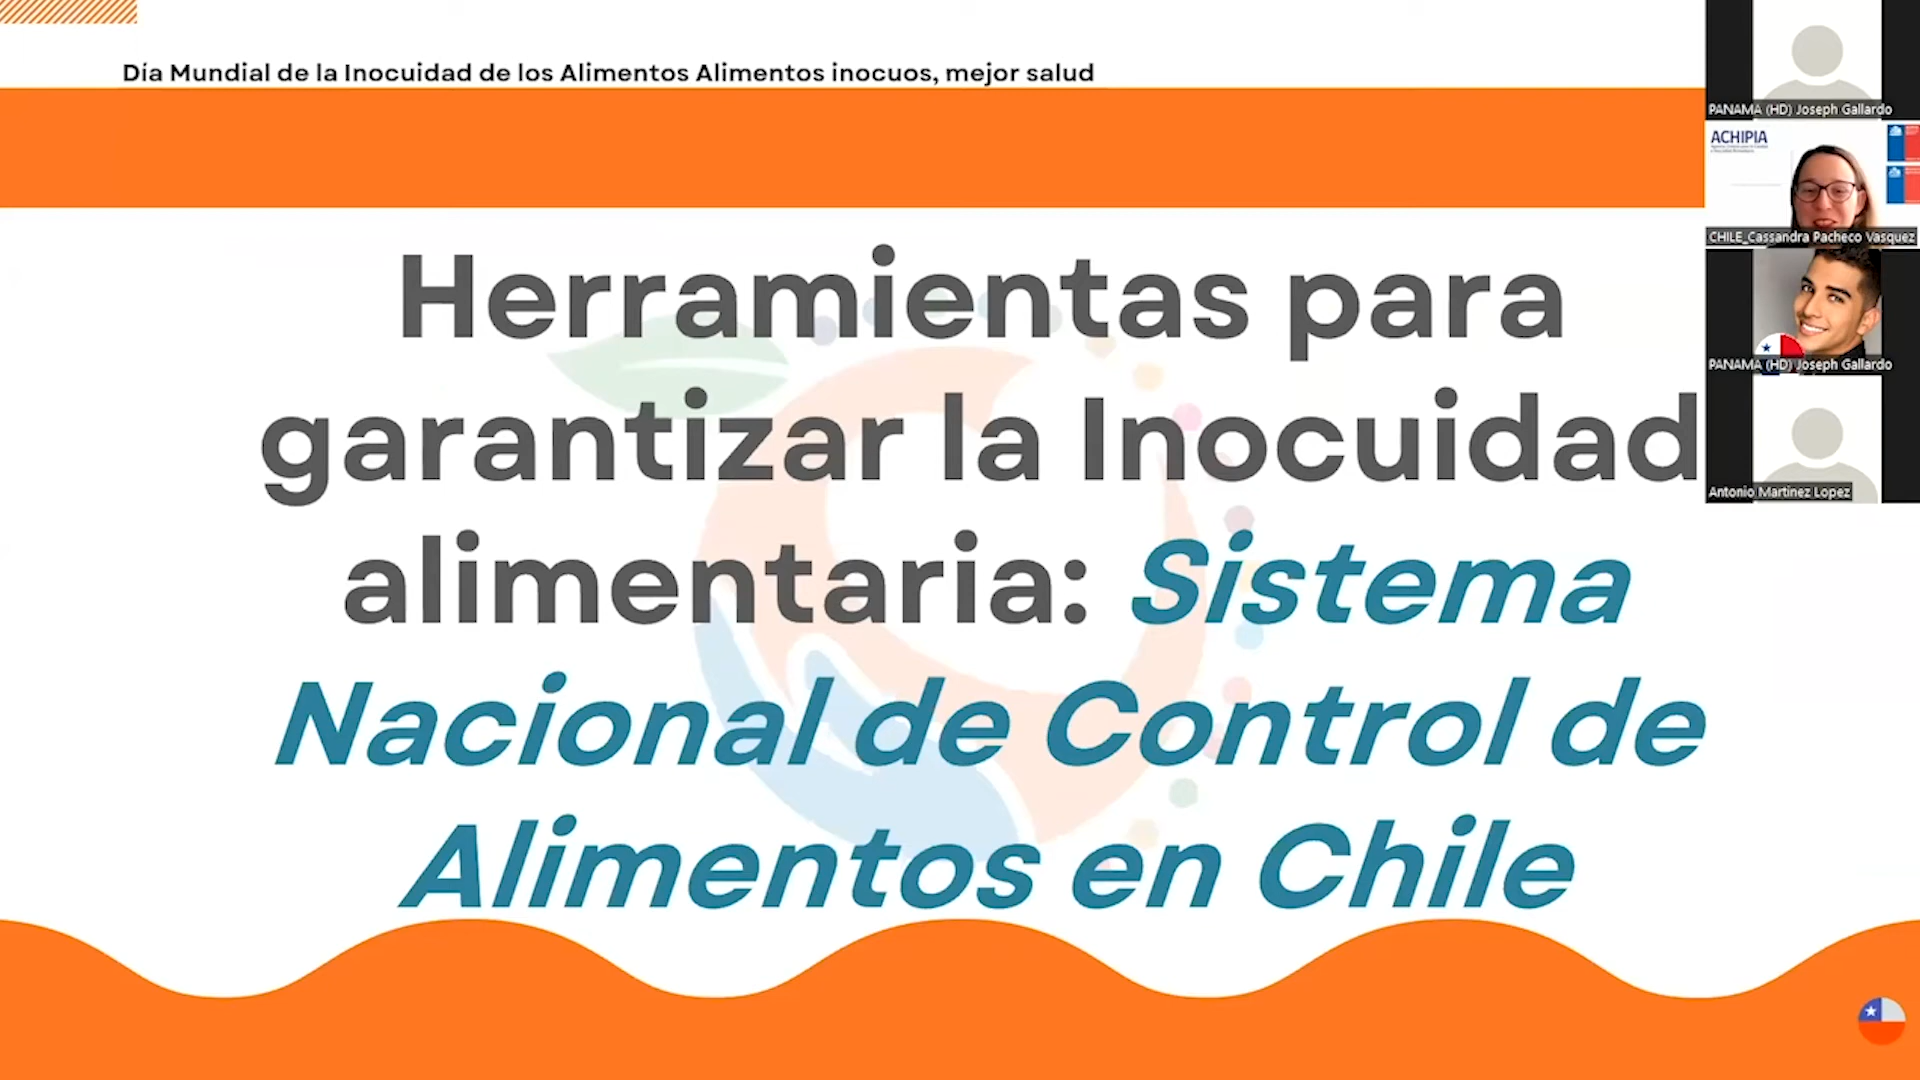 Día Mundial de la Inocuidad de los Alimentos Alimentos inocuos, mejor salud
Herramientas para
garantizar la Inocuidad
alimentaria: Sistema
Nacional de Control de
Alimentos en Chile
PANAMA (HD) Joseph Gallardo
ACHIPIA
CHILE_Cassandra Pacheco Vasquez
PANAMA (HD) Joseph Gallardo
Antonio Martinez Lopez